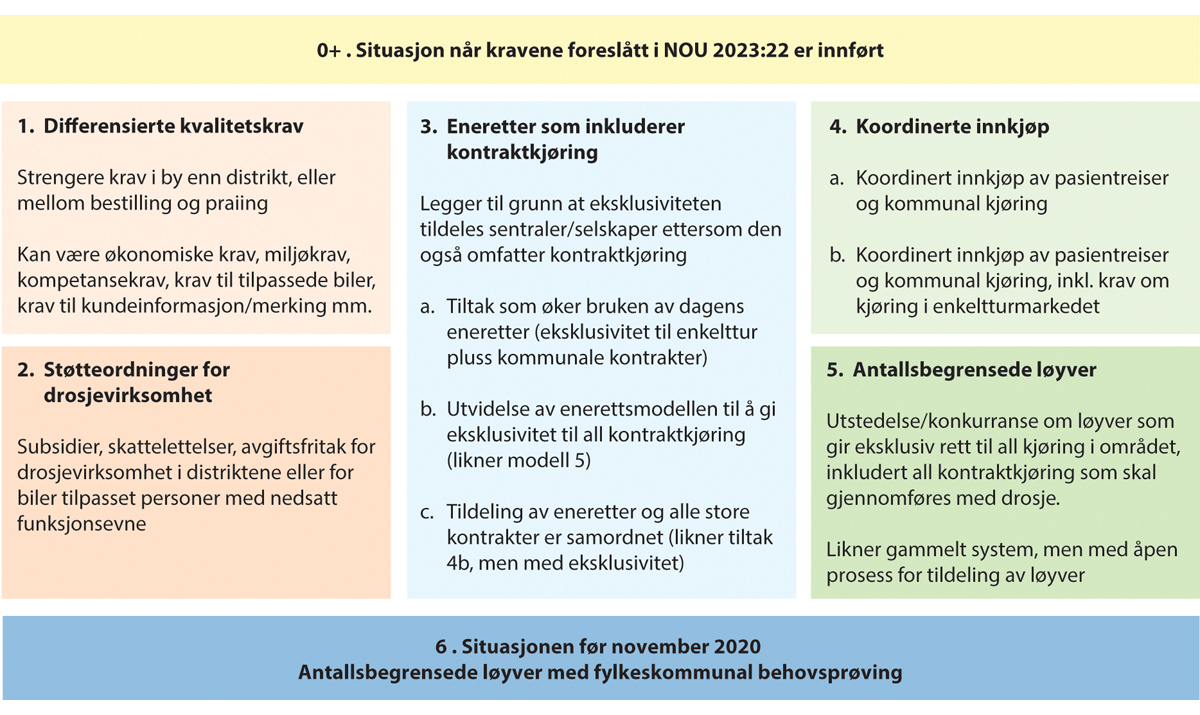 0+ . Situasjon når kravene foreslått i NOU 2023:22 er innført
1. Differensierte kvalitetskrav
Strengere krav i by enn distrikt, eller
mellom bestilling og praiing
Kan være økonomiske krav, miljøkrav,
kompetansekrav, krav til tilpassede biler,
krav til kundeinformasjon/merking mm.
2. Støtteordninger for
drosjevirksomhet
Subsidier, skattelettelser, avgiftsfritak for
drosjevirksomhet i distriktene eller for
biler tilpasset personer med nedsatt
funksjonsevne
3. Eneretter som inkluderer
kontraktkjøring
Legger til grunn at eksklusiviteten
tildeles sentraler/selskaper ettersom den
også omfatter kontraktkjøring
a. Tiltak som øker bruken av dagens
eneretter (eksklusivitet til enkelttur
pluss kommunale kontrakter)
b. Utvidelse av enerettsmodellen til å gi
eksklusivitet til all kontraktkjøring
(likner modell 5)
c. Tildeling av eneretter og alle store
kontrakter er samordnet (likner tiltak
4b, men med eksklusivitet)
4. Koordinerte innkjøp
a. Koordinert innkjøp av pasientreiser
og kommunal kjøring
b. Koordinert innkjøp av pasientreiser
og kommunal kjøring, inkl. krav om
kjøring i enkeltturmarkedet
5. Antallsbegrensede løyver
Utstedelse/konkurranse om løyver som
gir eksklusiv rett til all kjøring i området,
inkludert all kontraktkjøring som skal
gjennomføres med drosje.
Likner gammelt system, men med åpen
prosess for tildeling av løyver
6 . Situasjonen før november 2020
Antallsbegrensede løyver med fylkeskommunal behovsprøving